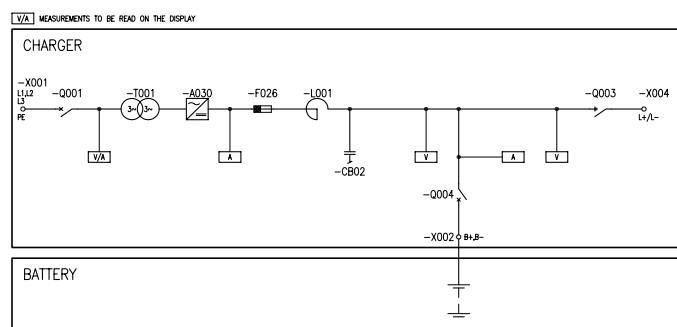 V/A MEASUREMENTS TO BE READ ON THE DISPLAY
CHARGER
-X001
L1,L2
L3
PE
-Q001
-T001
3~ 3~
-A030
-F026
-L001
-Q003
-X004
L+/L-
V/A
A
-CB02
V
A
V
-Q004
-X002 B+,B-
BATTERY